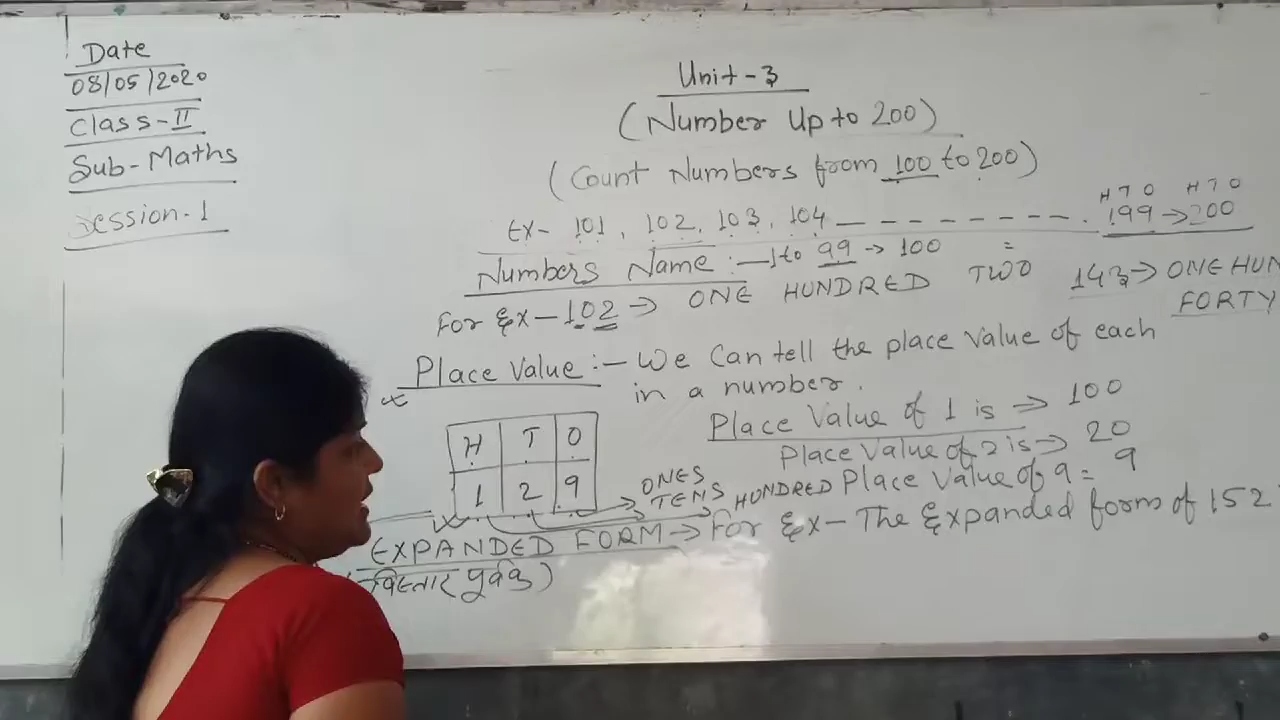 Date
08/05/2020
Class-II
Sub-Maths
Session-1
Unit-3
(Number Up to 200)
(Count Numbers from 100 to 200)
H T O H T O
Ex- 101, 102, 103, 104 _ _ _ _ _ _ _ _ . 199 → 200
Numbers Name :— 1 to 99 → 100
For Ex- 102 → ONE HUNDRED TWO 143 → ONE HUN
FORTY
Place Value :- We Can tell the place Value of each
in a number.
H T O
1 2 9
Place Value of 1 is ⇒ 100
Place Value of 2 is → 20
Place Value of 9 = 9
ONES
TENS
HUNDRED
EXPANDED FORM → For Ex- The Expanded form of 152
(विस्तार पूर्वक)